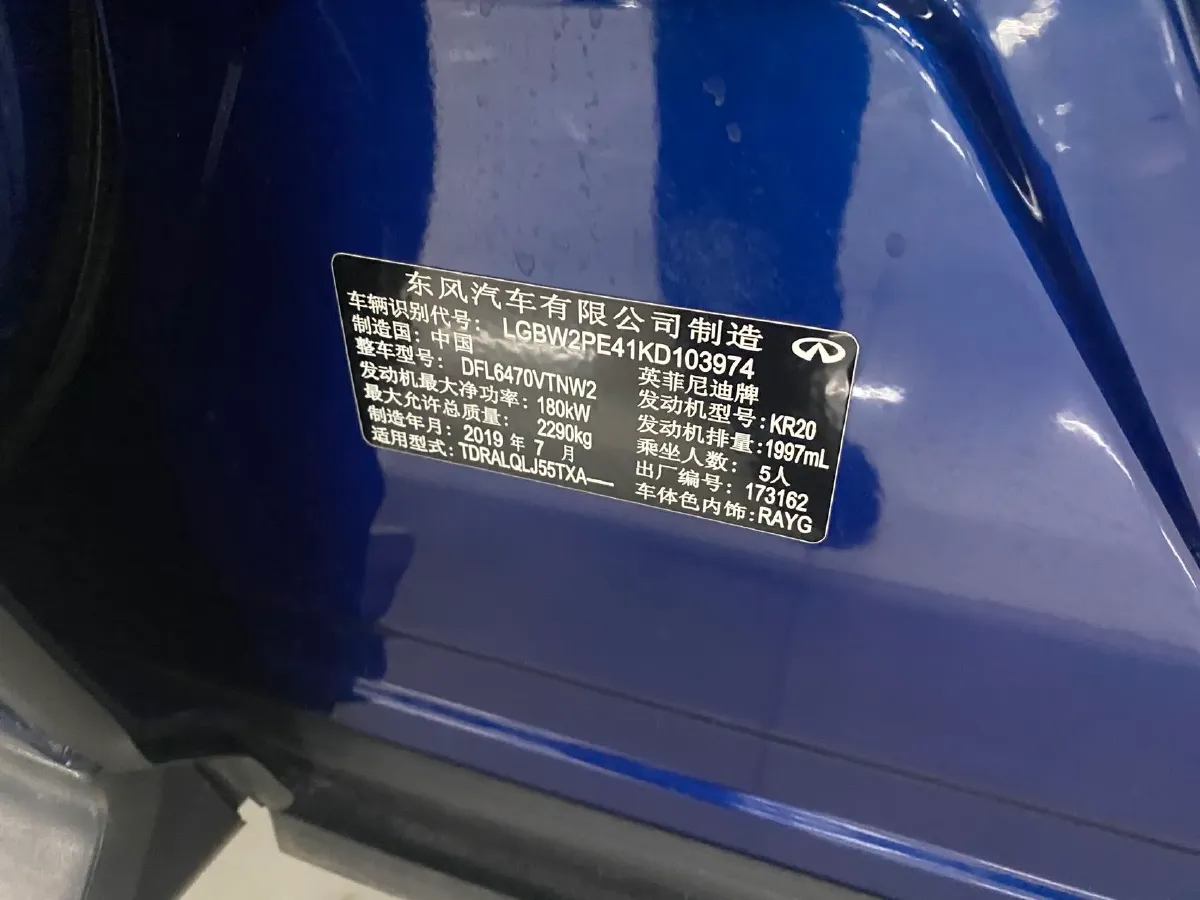 东风汽车有限公司制造
车辆识别代号: LGBW2PE41KD103974
制造国: 中国 英菲尼迪牌
整车型号: DFL6470VTNW2 发动机型号:KR20
发动机最大净功率: 180kW 发动机排量:1997mL
最大允许总质量: 2290kg 乘坐人数: 5人
制造年月: 2019 年 7 月 出厂编号: 173162
适用型式:TDRALQLJ55TXA— 车体色内饰:RAYG